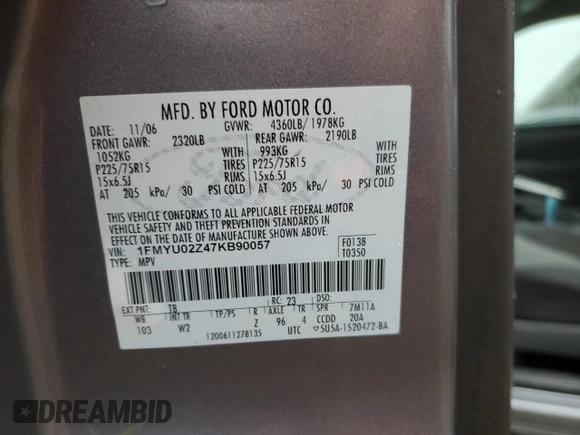 MFD. BY FORD MOTOR CO.
DATE: 11/06 GVWR: 4360LB/ 1978KG
FRONT GAWR: 2320LB REAR GAWR: 2190LB
1052KG WITH 993KG WITH
P225/75R15 TIRES P225/75R15 TIRES
15x6.5J RIMS 15x6.5J RIMS
AT 205 kPa/ 30 PSI COLD AT 205 kPa/ 30 PSI COLD
THIS VEHICLE CONFORMS TO ALL APPLICABLE FEDERAL MOTOR
VEHICLE SAFETY AND THEFT PREVENTION STANDARDS IN
EFFECT ON THE DATE OF MANUFACTURE SHOWN ABOVE.
VIN: 1FMYU02Z47KB90057 F0138
TYPE: MPV T0350
EXT PNT: T8 RC: 23 DSO:
WB INT TR TP/PS R AXLE TR SPR 7M11A
103 W2 Z 96 4 CCDD 20A
1200611278135 UTC ▽5U5A-1520472-BA
DREAMBID